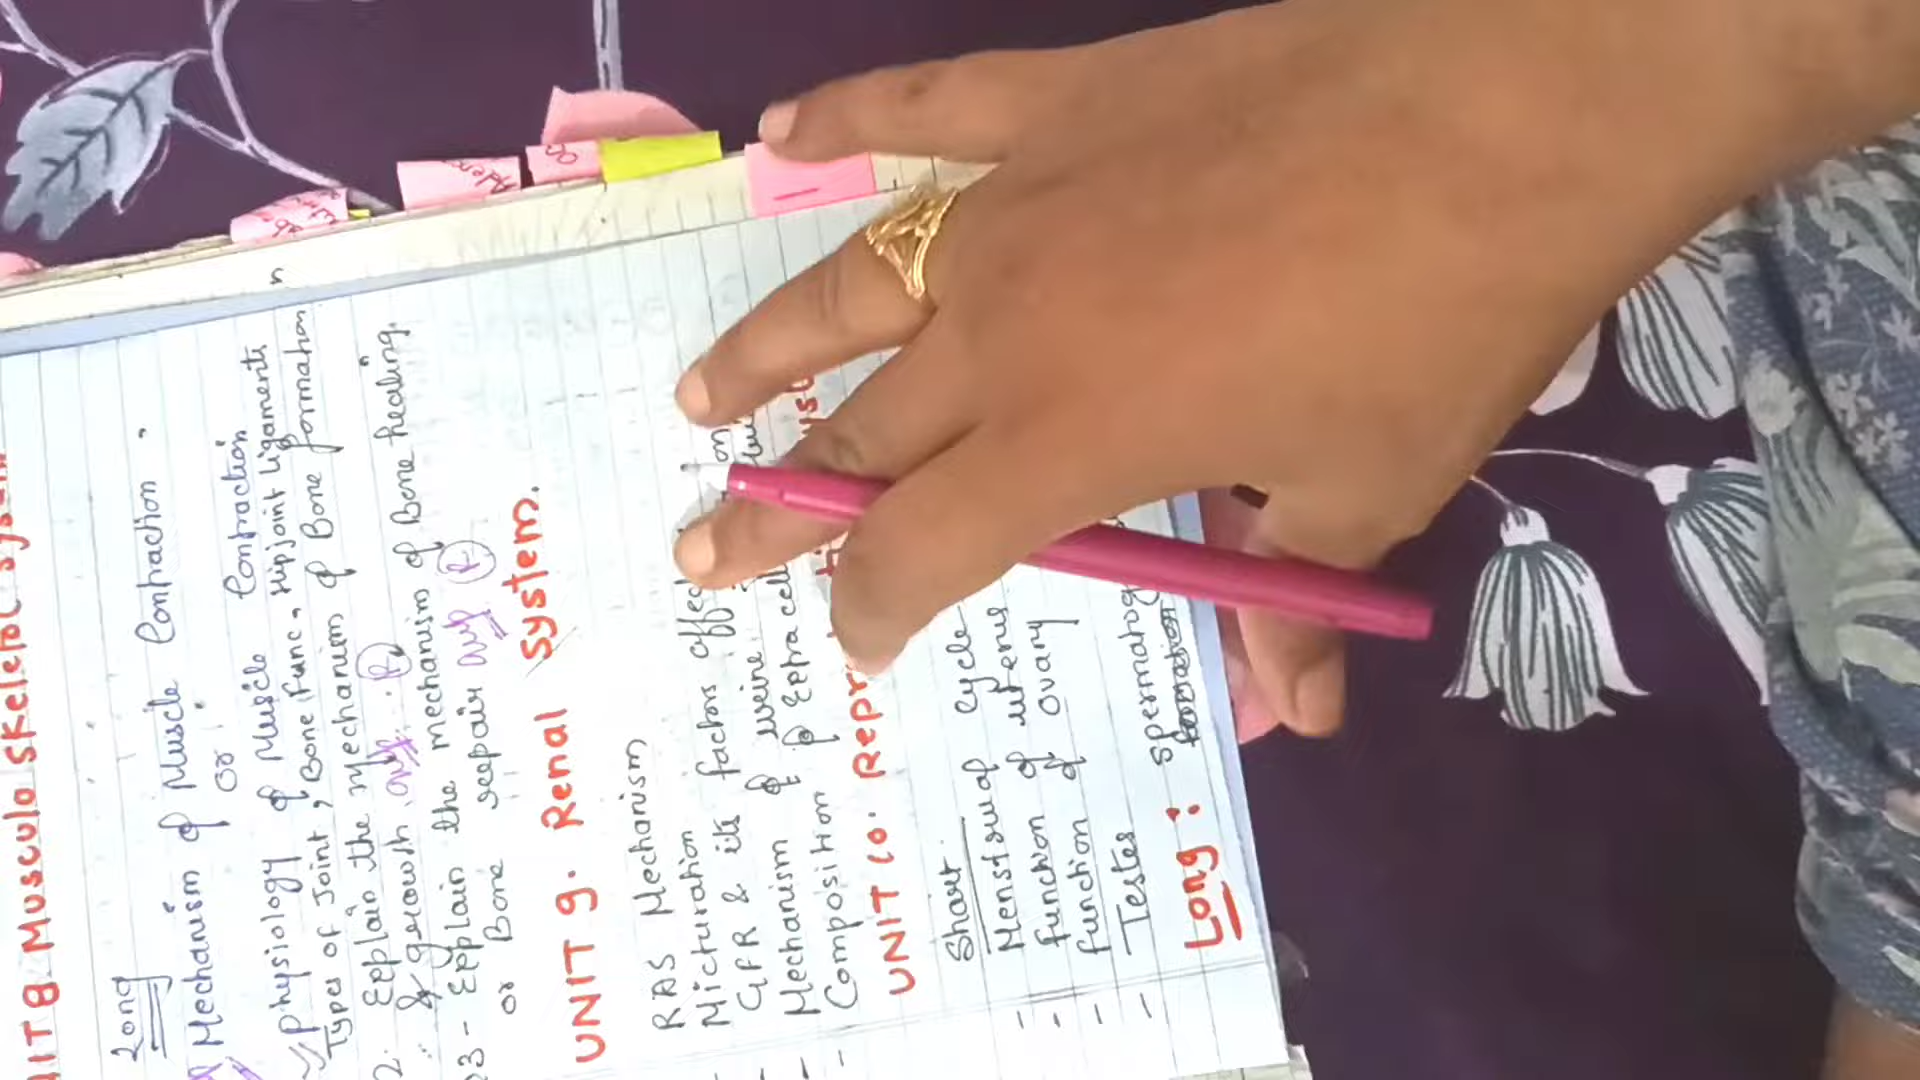 UNIT 8. Musculo skeletal system
Long
Mechanism of Muscle Contraction.
or
physiology of Muscle Contraction
Types of Joint, Bone func, Hip joint ligaments
2. Explain the mechanism of Bone formation
& growth.
Q3 - Explain the mechanism of Bone healing.
or Bone repair
UNIT 9. Renal System.
RAS Mechanism
Micturation
GFR & its factors affec
Mechanism of urine
Composition of Extra cell
UNIT 10. Repr
Short
- Menstrual cycle
- function of uterus
- function of ovary
- Testes
Long: Spermatog